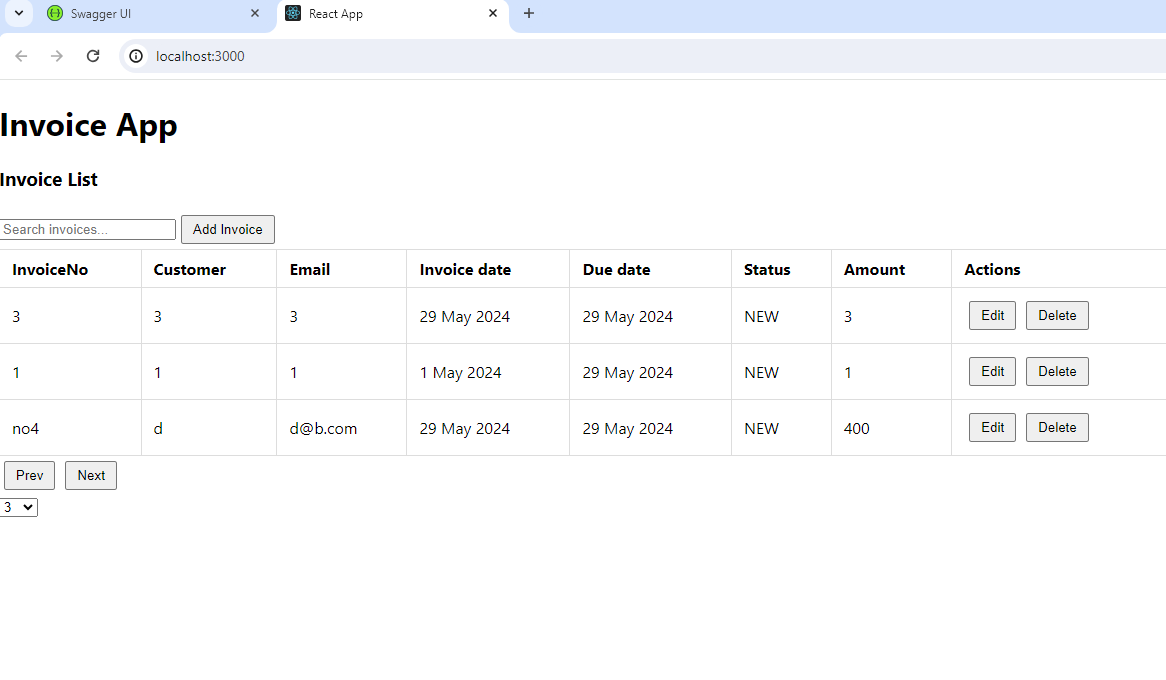 Swagger UI React App
localhost:3000
Invoice App
Invoice List
Search invoices... Add Invoice
InvoiceNo Customer Email Invoice date Due date Status Amount Actions
3 3 3 29 May 2024 29 May 2024 NEW 3 Edit Delete
1 1 1 1 May 2024 29 May 2024 NEW 1 Edit Delete
no4 d d@b.com 29 May 2024 29 May 2024 NEW 400 Edit Delete
Prev Next
3